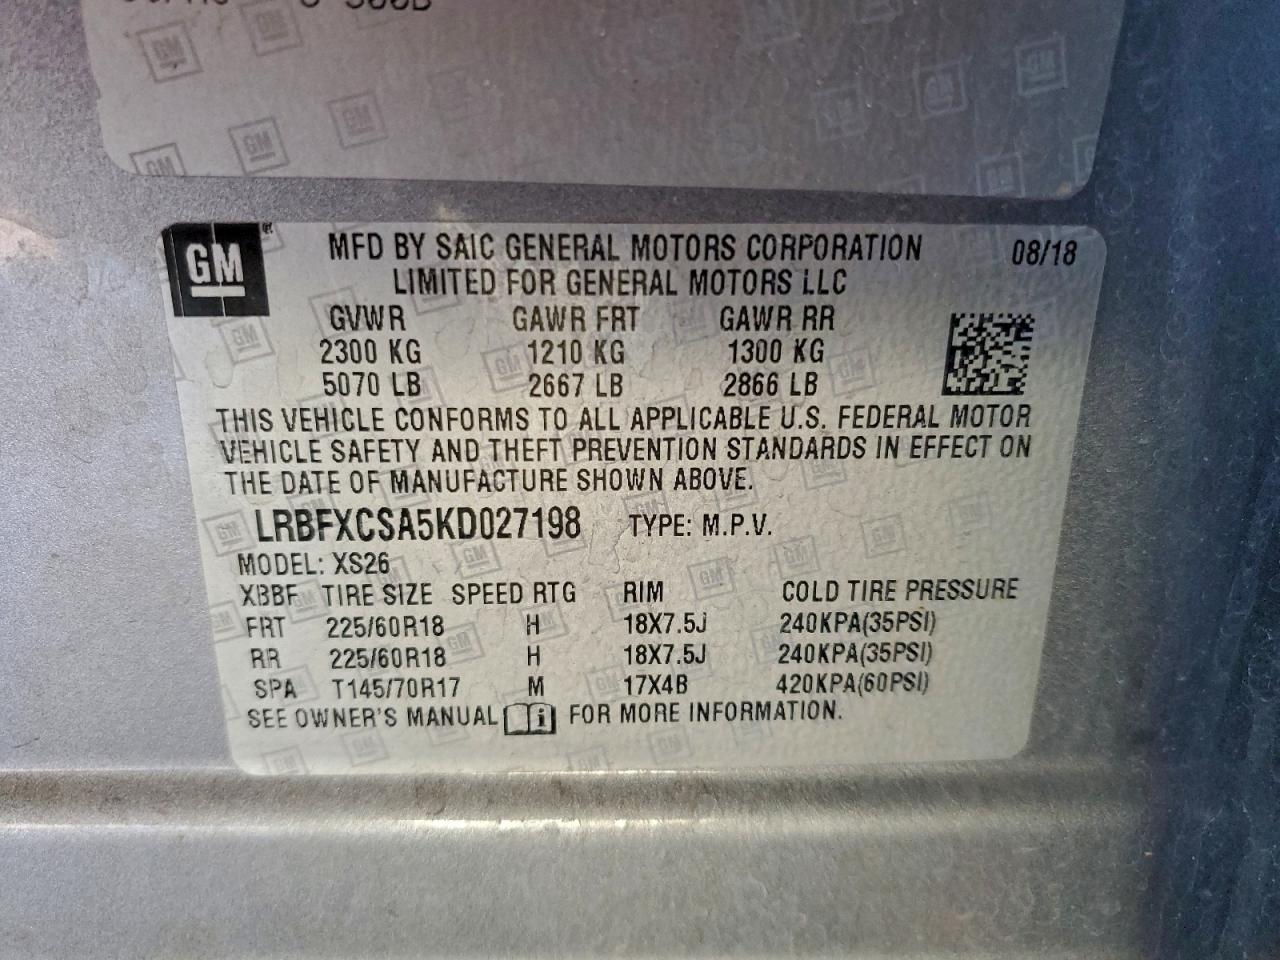 GM
MFD BY SAIC GENERAL MOTORS CORPORATION 08/18
LIMITED FOR GENERAL MOTORS LLC
GVWR GAWR FRT GAWR RR
2300 KG 1210 KG 1300 KG
5070 LB 2667 LB 2866 LB
THIS VEHICLE CONFORMS TO ALL APPLICABLE U.S. FEDERAL MOTOR
VEHICLE SAFETY AND THEFT PREVENTION STANDARDS IN EFFECT ON
THE DATE OF MANUFACTURE SHOWN ABOVE.
LRBFXCSA5KD027198 TYPE: M.P.V.
MODEL: XS26
XBBF TIRE SIZE SPEED RTG RIM COLD TIRE PRESSURE
FRT 225/60R18 H 18X7.5J 240KPA(35PSI)
RR 225/60R18 H 18X7.5J 240KPA(35PSI)
SPA T145/70R17 M 17X4B 420KPA(60PSI)
SEE OWNER'S MANUAL i FOR MORE INFORMATION.